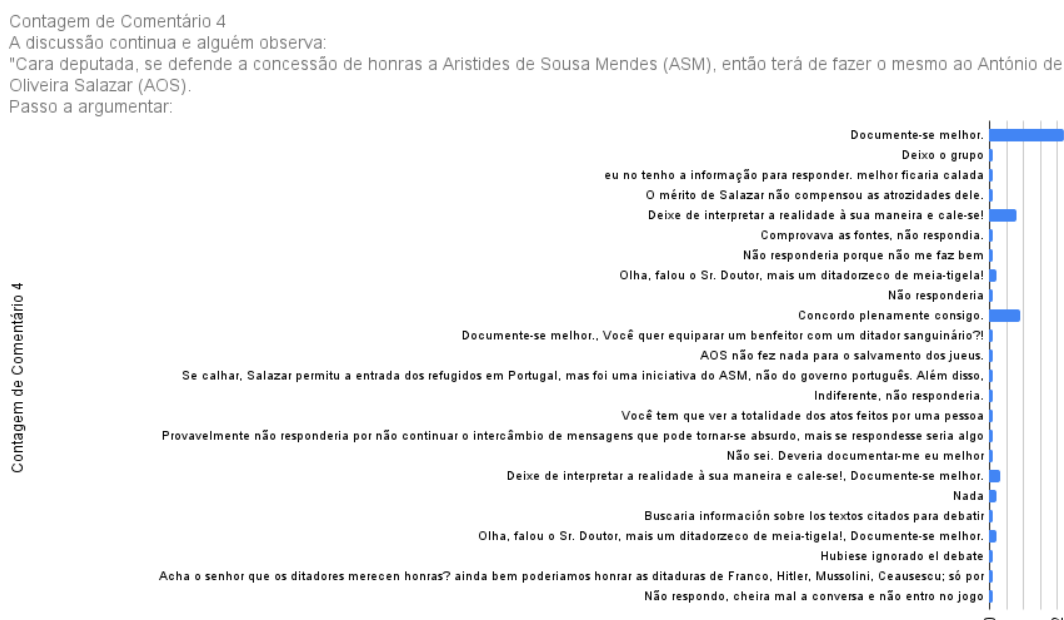 Contagem de Comentário 4
A discussão continua e alguém observa:
"Cara deputada, se defende a concessão de honras a Aristides de Sousa Mendes (ASM), então terá de fazer o mesmo ao António de
Oliveira Salazar (AOS).
Passo a argumentar:
Contagem de Comentário 4
Documente-se melhor.
Deixo o grupo
eu no tenho a informação para responder. melhor ficaria calada
O mérito de Salazar não compensou as atrozidades dele.
Deixe de interpretar a realidade à sua maneira e cale-se!
Comprovava as fontes, não respondia.
Não responderia porque não me faz bem
Olha, falou o Sr. Doutor, mais um ditadorzeco de meia-tigela!
Não responderia
Concordo plenamente consigo.
Documente-se melhor., Você quer equiparar um benfeitor com um ditador sanguinário?!
AOS não fez nada para o salvamento dos jueus.
Se calhar, Salazar permitu a entrada dos refugidos em Portugal, mas foi uma iniciativa do ASM, não do governo português. Além disso,
Indiferente, não responderia.
Você tem que ver a totalidade dos atos feitos por uma pessoa
Provavelmente não responderia por não continuar o intercâmbio de mensagens que pode tornar-se absurdo, mais se respondesse seria algo
Não sei. Deveria documentar-me eu melhor
Deixe de interpretar a realidade à sua maneira e cale-se!, Documente-se melhor.
Nada
Buscaria información sobre los textos citados para debatir
Olha, falou o Sr. Doutor, mais um ditadorzeco de meia-tigela!, Documente-se melhor.
Hubiese ignorado el debate
Acha o senhor que os ditadores merecen honras? ainda bem poderiamos honrar as ditaduras de Franco, Hitler, Mussolini, Ceausescu; só por
Não respondo, cheira mal a conversa e não entro no jogo